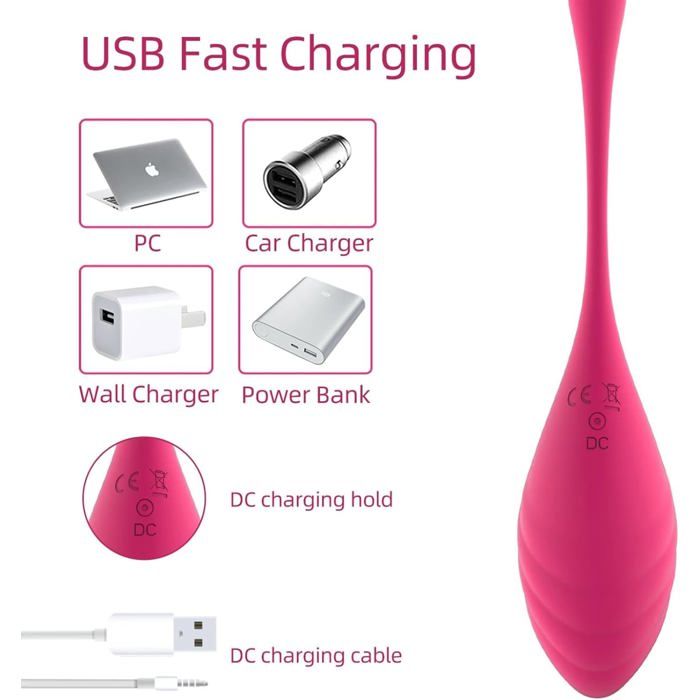 USB Fast Charging
PC
Car Charger
Wall Charger
Power Bank
CE
DC
CE
DC
DC charging hold
DC charging cable